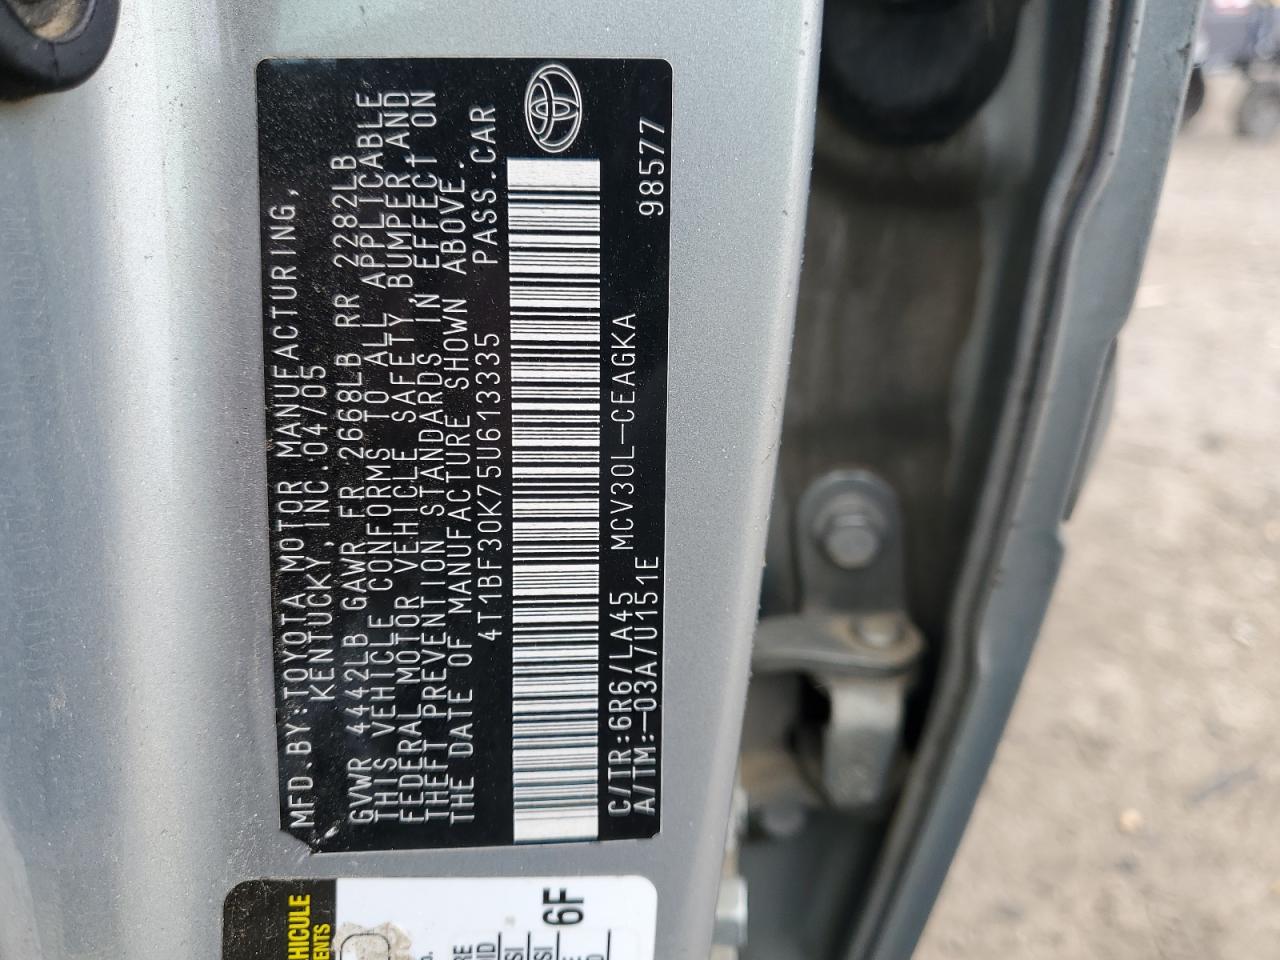 MFD.BY:TOYOTA MOTOR MANUFACTURING,
KENTUCKY, INC.04/05
GVWR 4442LB GAWR FR 2668LB RR 2282LB
THIS VEHICLE CONFORMS TO ALL APPLICABLE
FEDERAL MOTOR VEHICLE SAFETY,BUMPER,AND
THEFT PREVENTION STANDARDS IN EFFECT ON
THE DATE OF MANUFACTURE SHOWN ABOVE.
4T1BF30K75U613335 PASS.CAR
C/TR:6R6/LA45 MCV30L-CEAGKA
A/TM:-03A/U151E 98577
6F